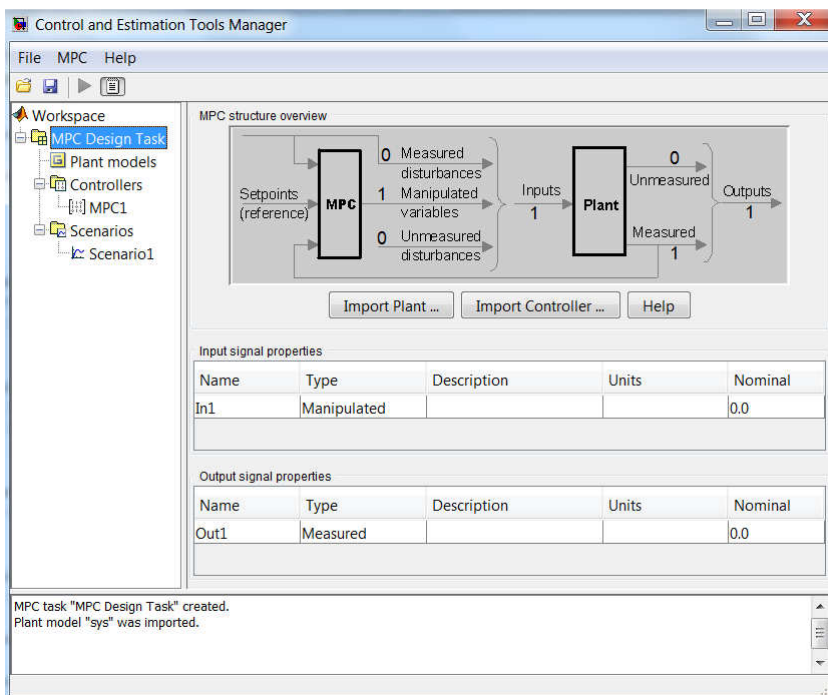 Control and Estimation Tools Manager
File MPC Help
Workspace
MPC Design Task
Plant models
Controllers
MPC1
Scenarios
Scenario1
MPC structure overview
Setpoints
(reference)
MPC
0 Measured
disturbances
1 Manipulated
variables
0 Unmeasured
disturbances
Inputs
1
Plant
0
Unmeasured
Measured
1
Outputs
1
Import Plant ... Import Controller ... Help
Input signal properties
Name Type Description Units Nominal
In1 Manipulated 0.0
Output signal properties
Name Type Description Units Nominal
Out1 Measured 0.0
MPC task "MPC Design Task" created.
Plant model "sys" was imported.